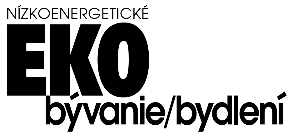 NÍZKOENERGETICKÉ
EKO
bývanie/bydlení